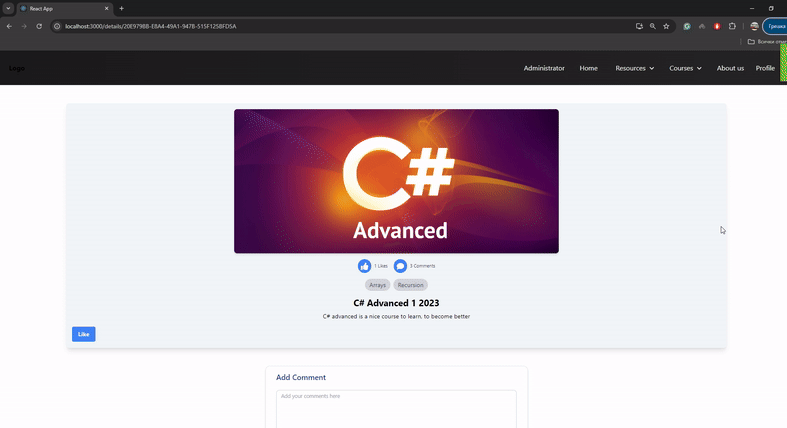 React App
localhost:3000/details/20E979BB-E8A4-49A1-947B-515F125BFD5A
Грешка
Всички отме
Logo
Administrator
Home
Resources
Courses
About us
Profile
C#
Advanced
1 Likes
3 Comments
Arrays
Recursion
C# Advanced 1 2023
C# advanced is a nice course to learn, to become better
Like
Add Comment
Add your comments here